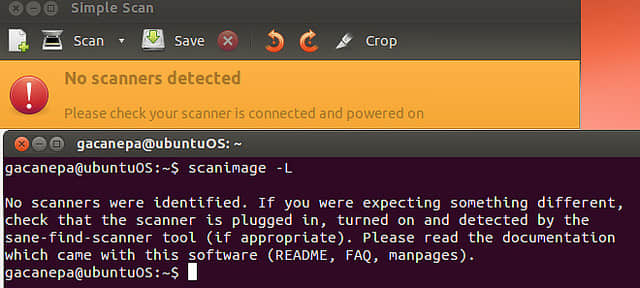 Simple Scan
Scan Save Crop
No scanners detected
Please check your scanner is connected and powered on
gacanepa@ubuntuOS: ~
gacanepa@ubuntuOS:~$ scanimage -L
No scanners were identified. If you were expecting something different,
check that the scanner is plugged in, turned on and detected by the
sane-find-scanner tool (if appropriate). Please read the documentation
which came with this software (README, FAQ, manpages).
gacanepa@ubuntuOS:~$